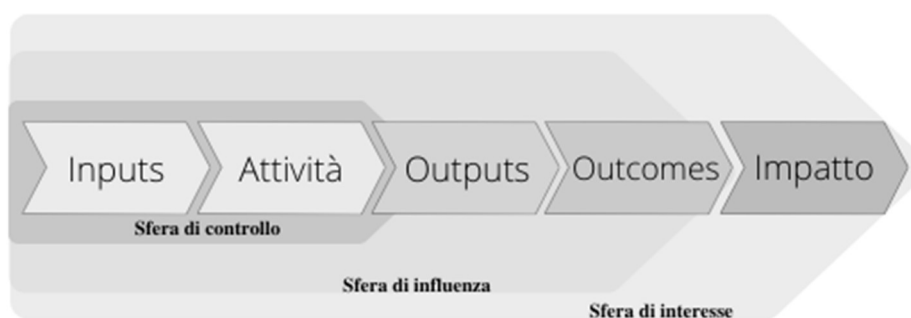 Inputs
Attività
Outputs
Outcomes
Impatto
Sfera di controllo
Sfera di influenza
Sfera di interesse